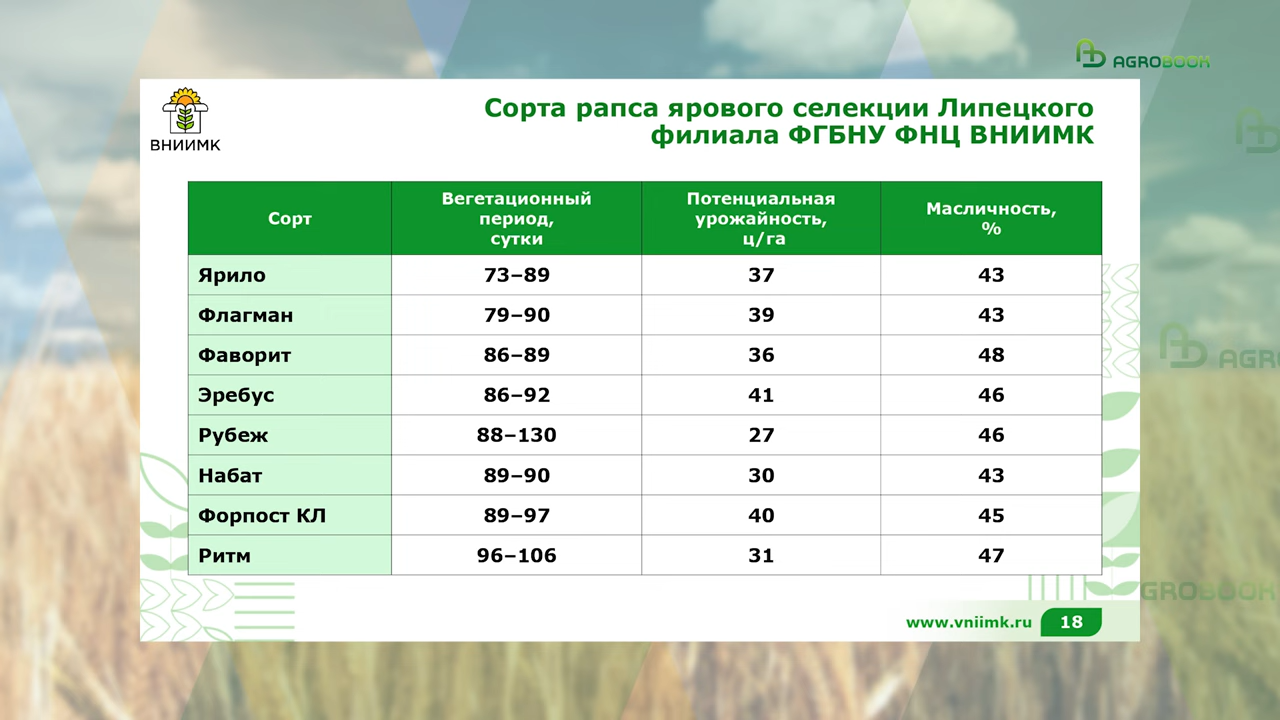 AGROBOOK
ВНИИМК
Сорта рапса ярового селекции Липецкого
филиала ФГБНУ ФНЦ ВНИИМК
Сорт
Вегетационный
период,
сутки
Потенциальная
урожайность,
ц/га
Масличность,
%
Ярило 73–89 37 43
Флагман 79–90 39 43
Фаворит 86–89 36 48
Эребус 86–92 41 46
Рубеж 88–130 27 46
Набат 89–90 30 43
Форпост КЛ 89–97 40 45
Ритм 96–106 31 47
www.vniimk.ru 18
AGRO
GROBOOK